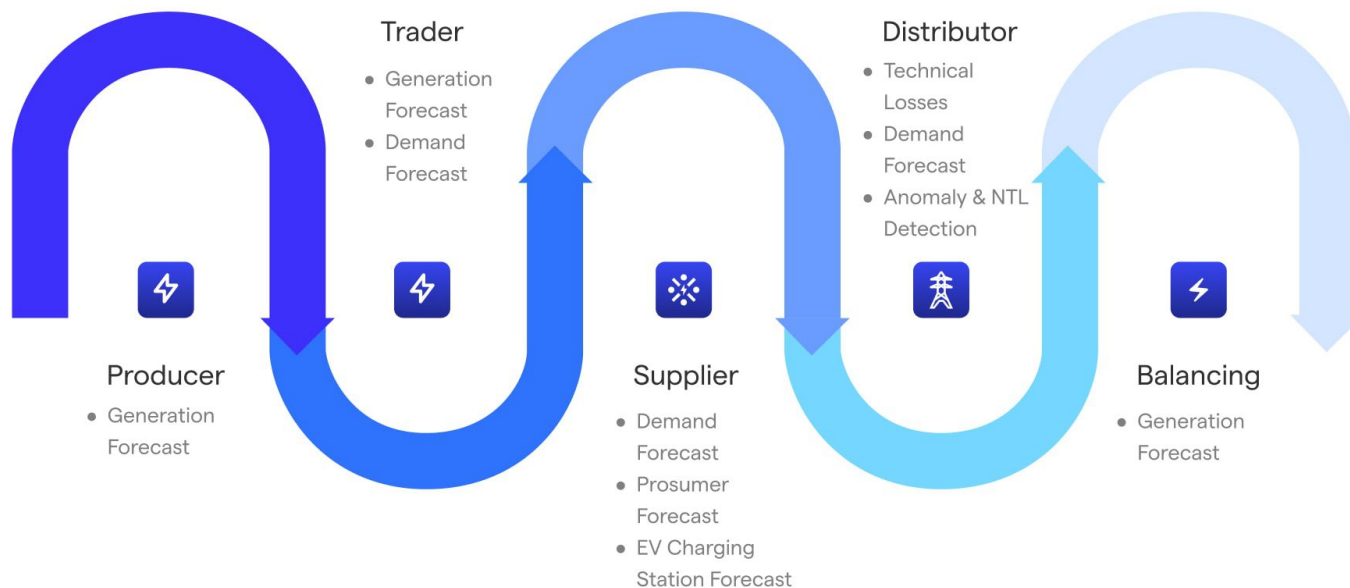 Producer
● Generation
Forecast
Trader
● Generation
Forecast
● Demand
Forecast
Supplier
● Demand
Forecast
● Prosumer
Forecast
● EV Charging
Station Forecast
Distributor
● Technical
Losses
● Demand
Forecast
● Anomaly & NTL
Detection
Balancing
● Generation
Forecast